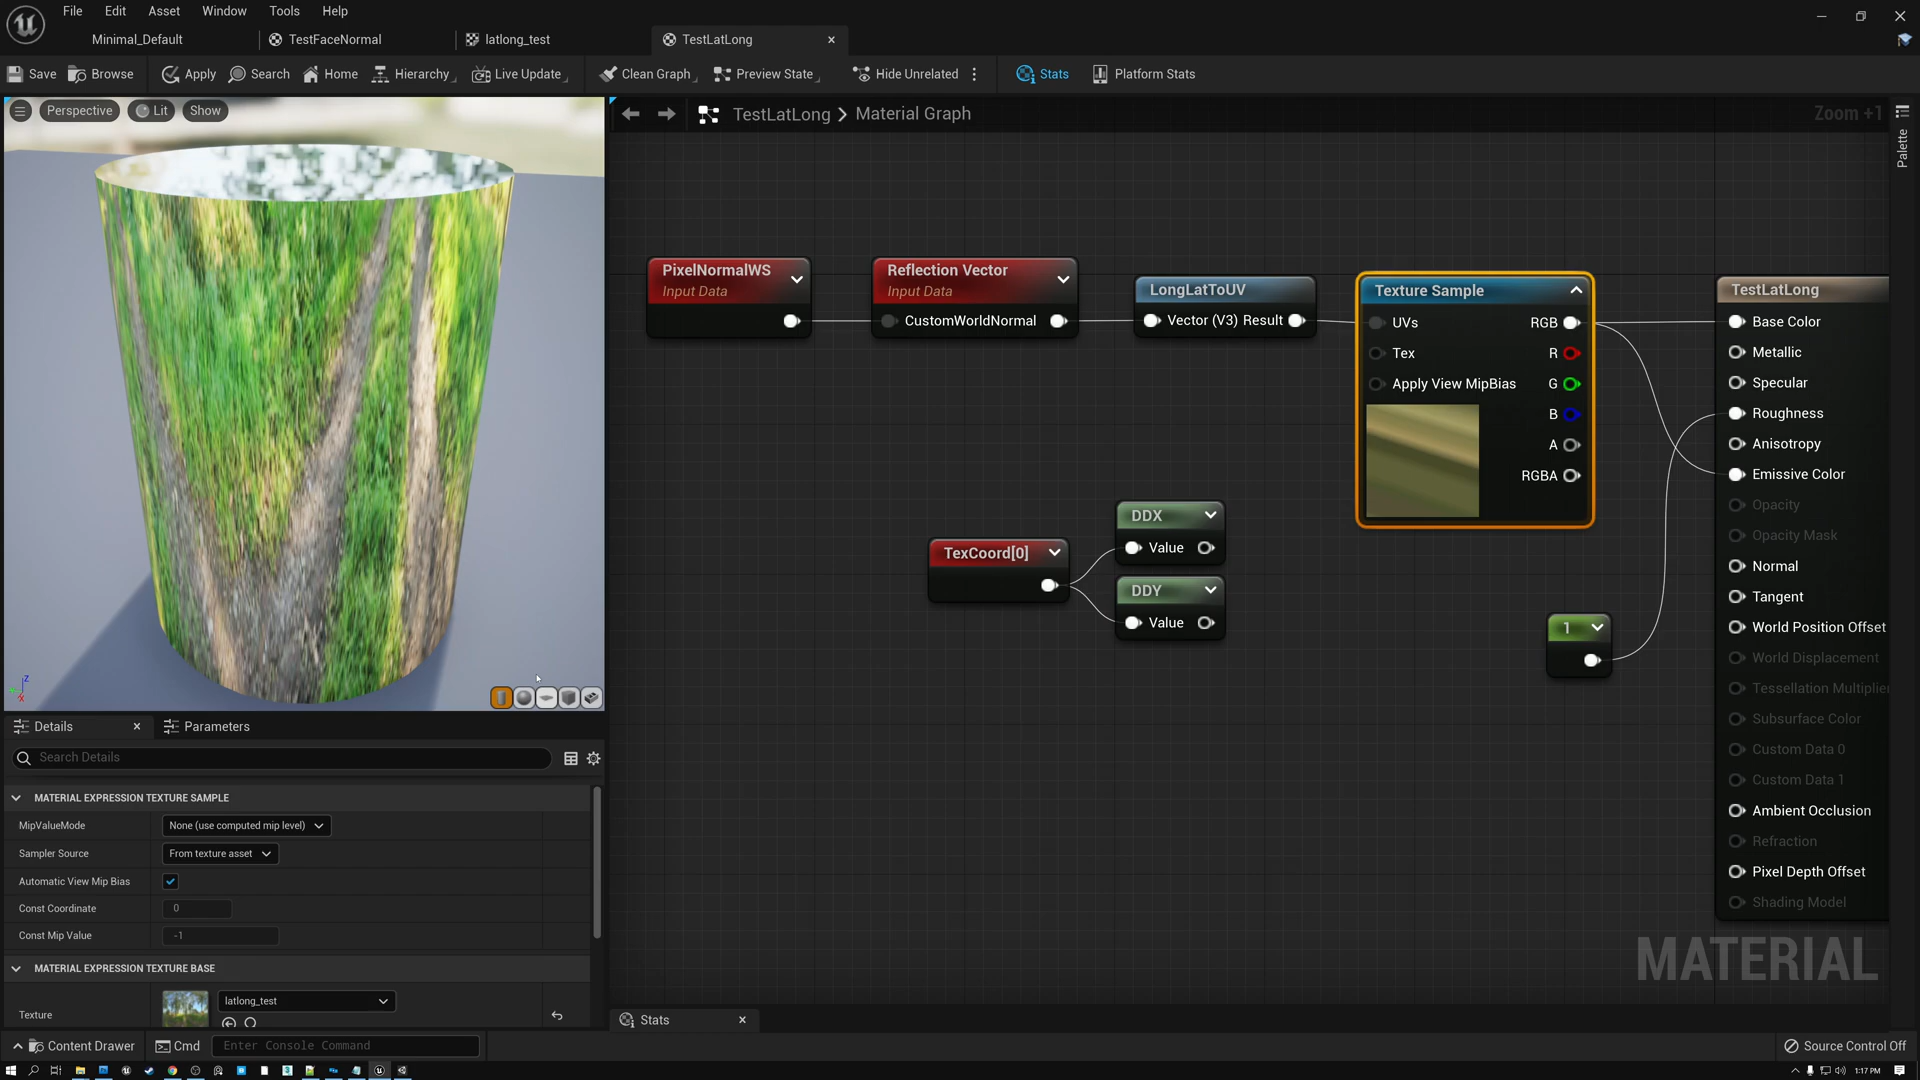 File Edit Asset Window Tools Help
Minimal_Default TestFaceNormal latlong_test TestLatLong
Save Browse Apply Search Home Hierarchy Live Update Clean Graph Preview State Hide Unrelated Stats Platform Stats
Perspective Lit Show
TestLatLong > Material Graph
Zoom +1
Palette
PixelNormalWS
Input Data
Reflection Vector
Input Data
CustomWorldNormal
LongLatToUV
Vector (V3) Result
Texture Sample
UVs RGB
Tex R
Apply View MipBias G
B
A
RGBA
TestLatLong
Base Color
Metallic
Specular
Roughness
Anisotropy
Emissive Color
Opacity
Opacity Mask
Normal
Tangent
World Position Offset
World Displacement
Tessellation Multiplier
Subsurface Color
Custom Data 0
Custom Data 1
Ambient Occlusion
Refraction
Pixel Depth Offset
Shading Model
TexCoord[0]
DDX
Value
DDY
Value
1
MATERIAL
Z
X
Details Parameters
Search Details
MATERIAL EXPRESSION TEXTURE SAMPLE
MipValueMode None (use computed mip level)
Sampler Source From texture asset
Automatic View Mip Bias
Const Coordinate 0
Const Mip Value -1
MATERIAL EXPRESSION TEXTURE BASE
Texture latlong_test
Stats
Content Drawer Cmd Enter Console Command
Source Control Off
1:17 PM